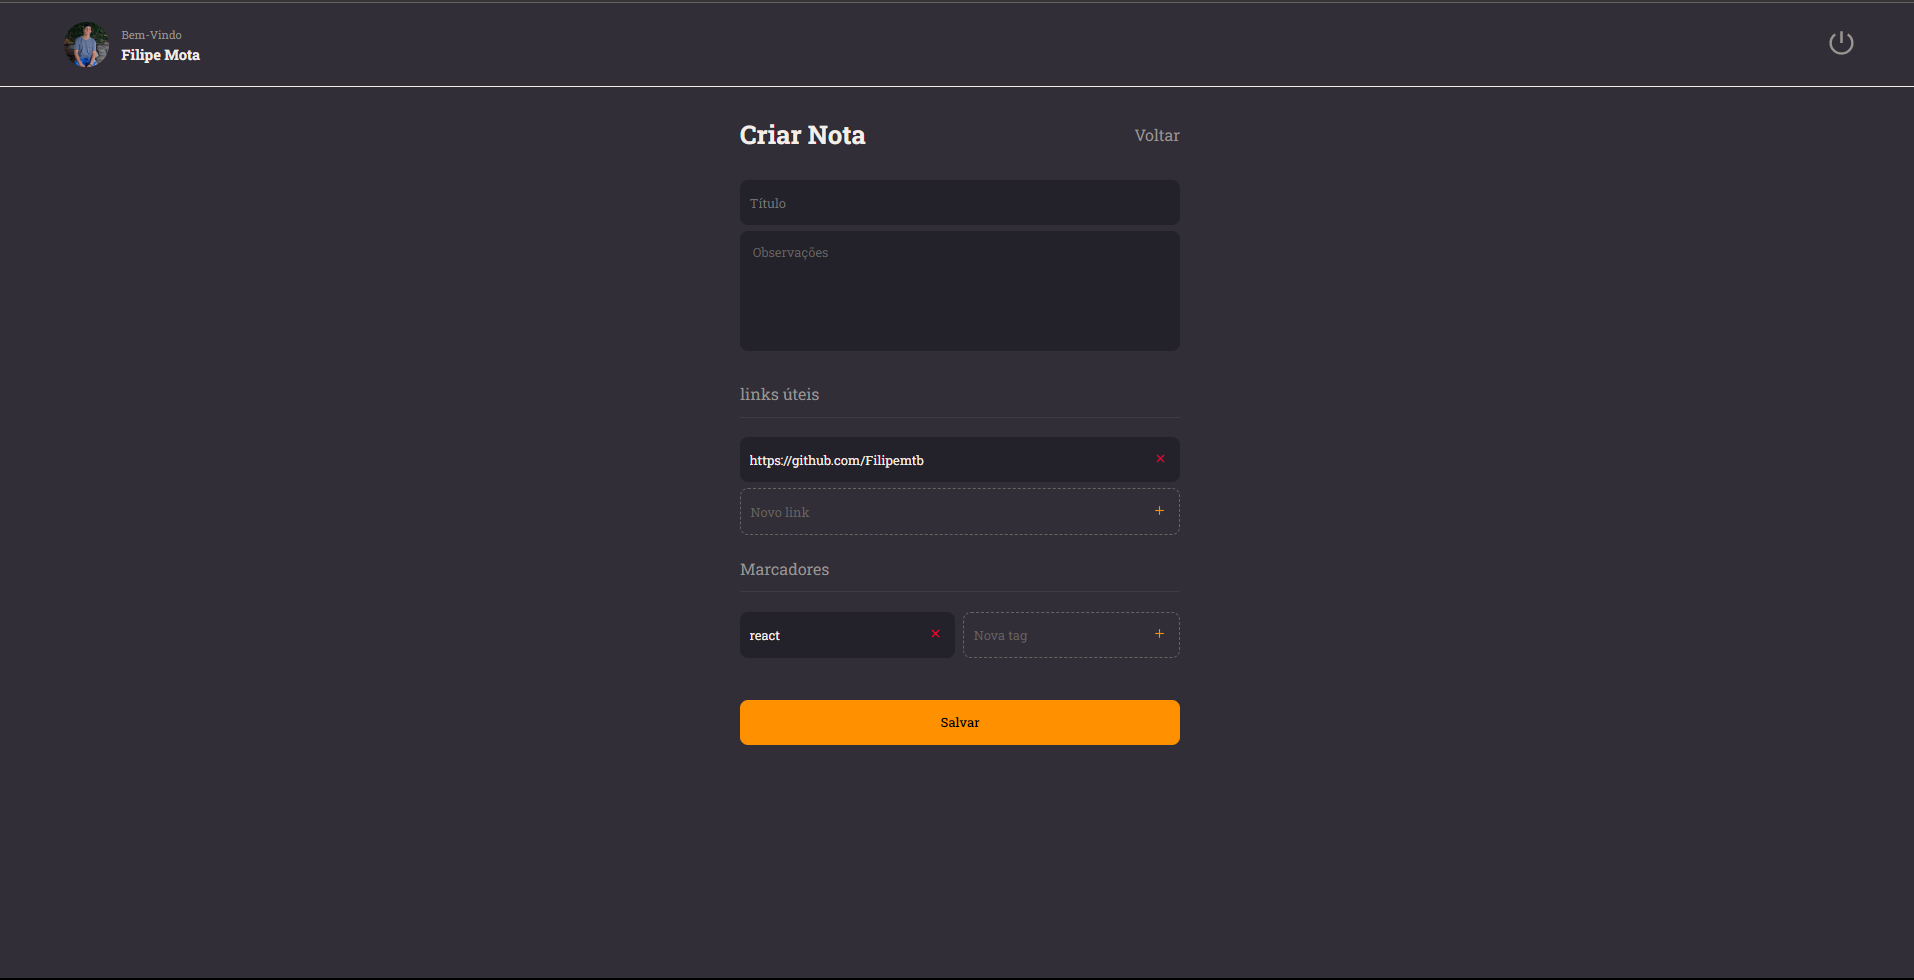 Bem-Vindo
Filipe Mota
Criar Nota
Voltar
Título
Observações
links úteis
https://github.com/Filipemtb
Novo link
Marcadores
react
Nova tag
Salvar